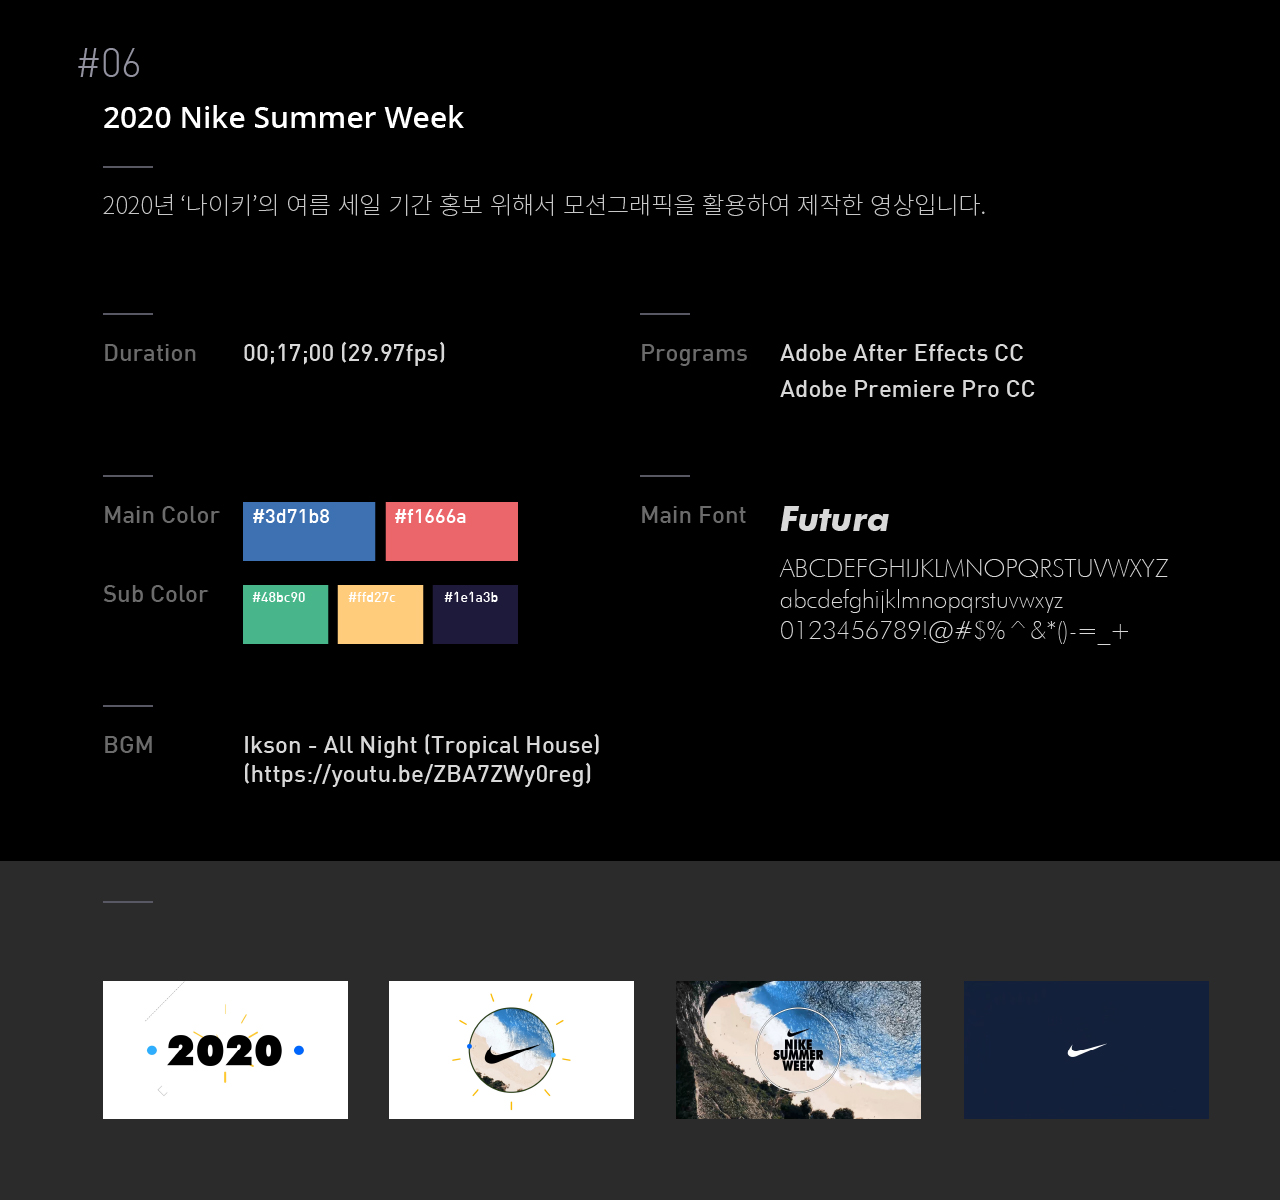 #06
2020 Nike Summer Week
2020년 ‘나이키’의 여름 세일 기간 홍보 위해서 모션그래픽을 활용하여 제작한 영상입니다.
Duration 00;17;00 (29.97fps)
Programs Adobe After Effects CC
Adobe Premiere Pro CC
Main Color #3d71b8 #f1666a
Sub Color #48bc90 #ffd27c #1e1a3b
Main Font Futura
ABCDEFGHIJKLMNOPQRSTUVWXYZ
abcdefghijklmnopqrstuvwxyz
0123456789!@#$%^&*()-=_+
BGM Ikson - All Night (Tropical House)
(https://youtu.be/ZBA7ZWy0reg)
2020
NIKE
SUMMER
WEEK